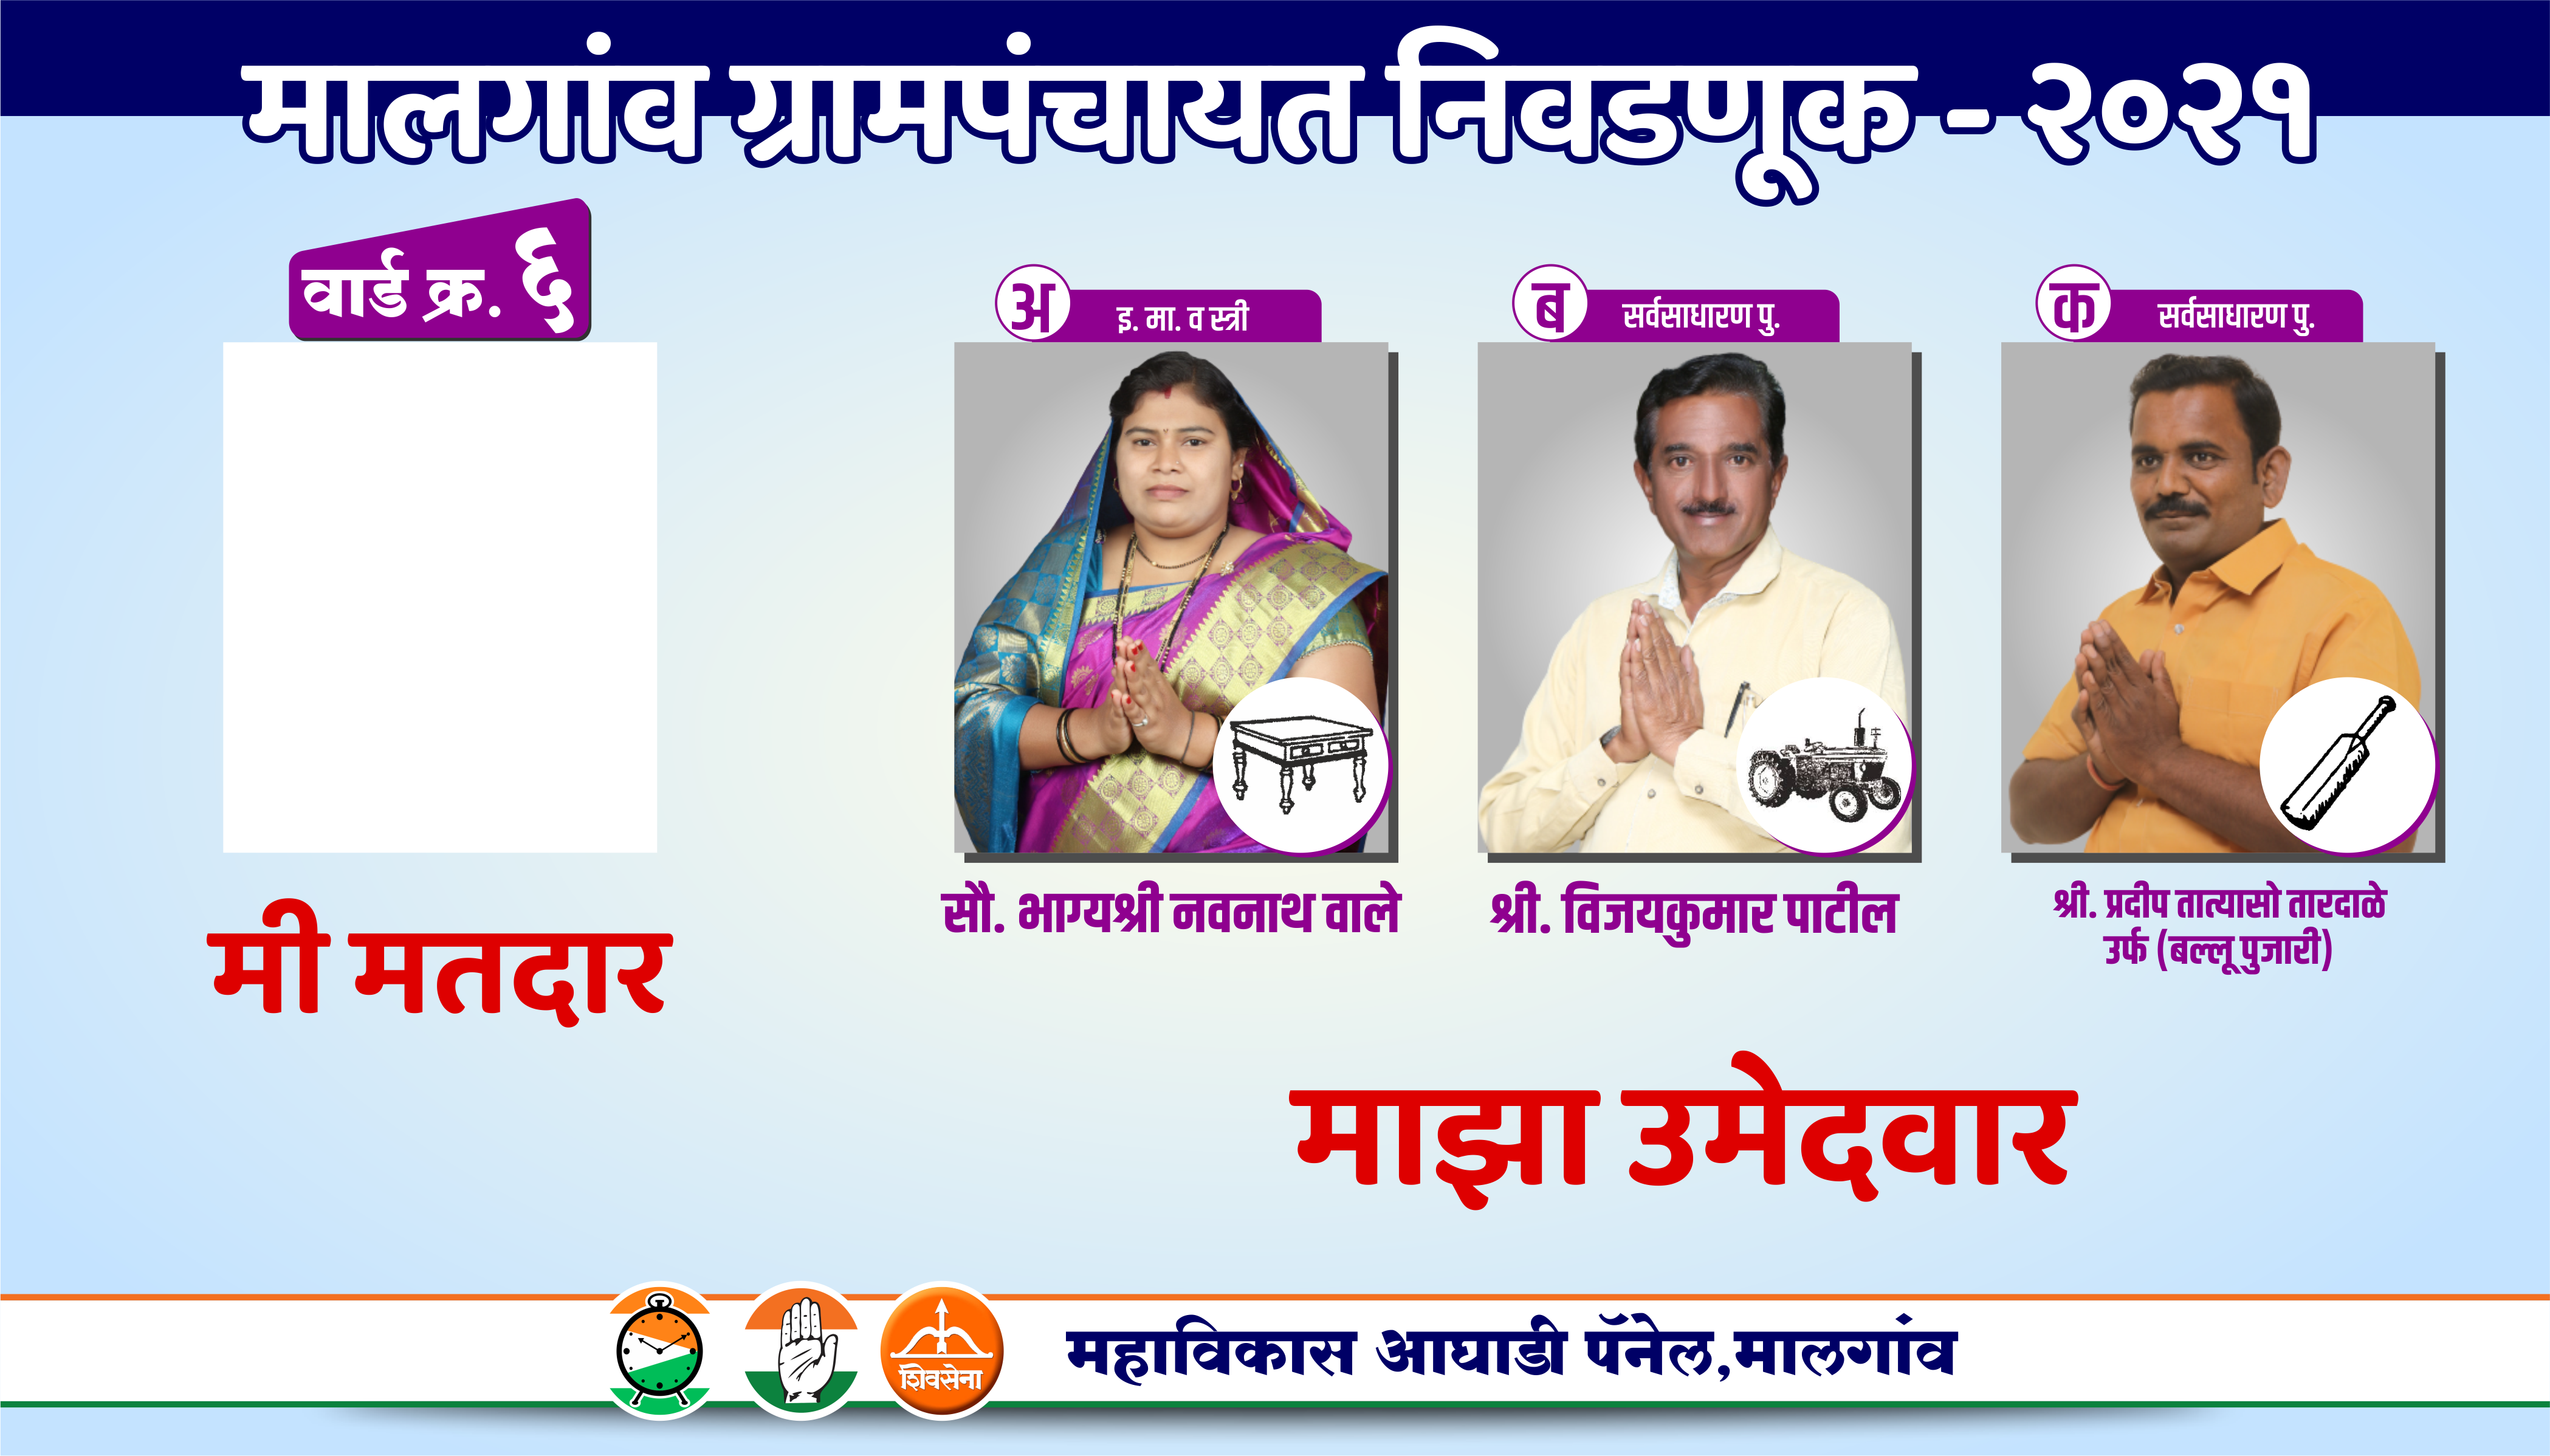 मालगांव ग्रामपंचायत निवडणूक - २०२१
वार्ड क्र. ६
अ
इ. मा. व स्त्री
ब
सर्वसाधारण पु.
क
सर्वसाधारण पु.
सौ. भाग्यश्री नवनाथ वाले
श्री. विजयकुमार पाटील
श्री. प्रदीप तात्यासो तारदाळे
उर्फ (बल्लू पुजारी)
मी मतदार
माझा उमेदवार
शिवसेना
महाविकास आघाडी पॅनेल,मालगांव